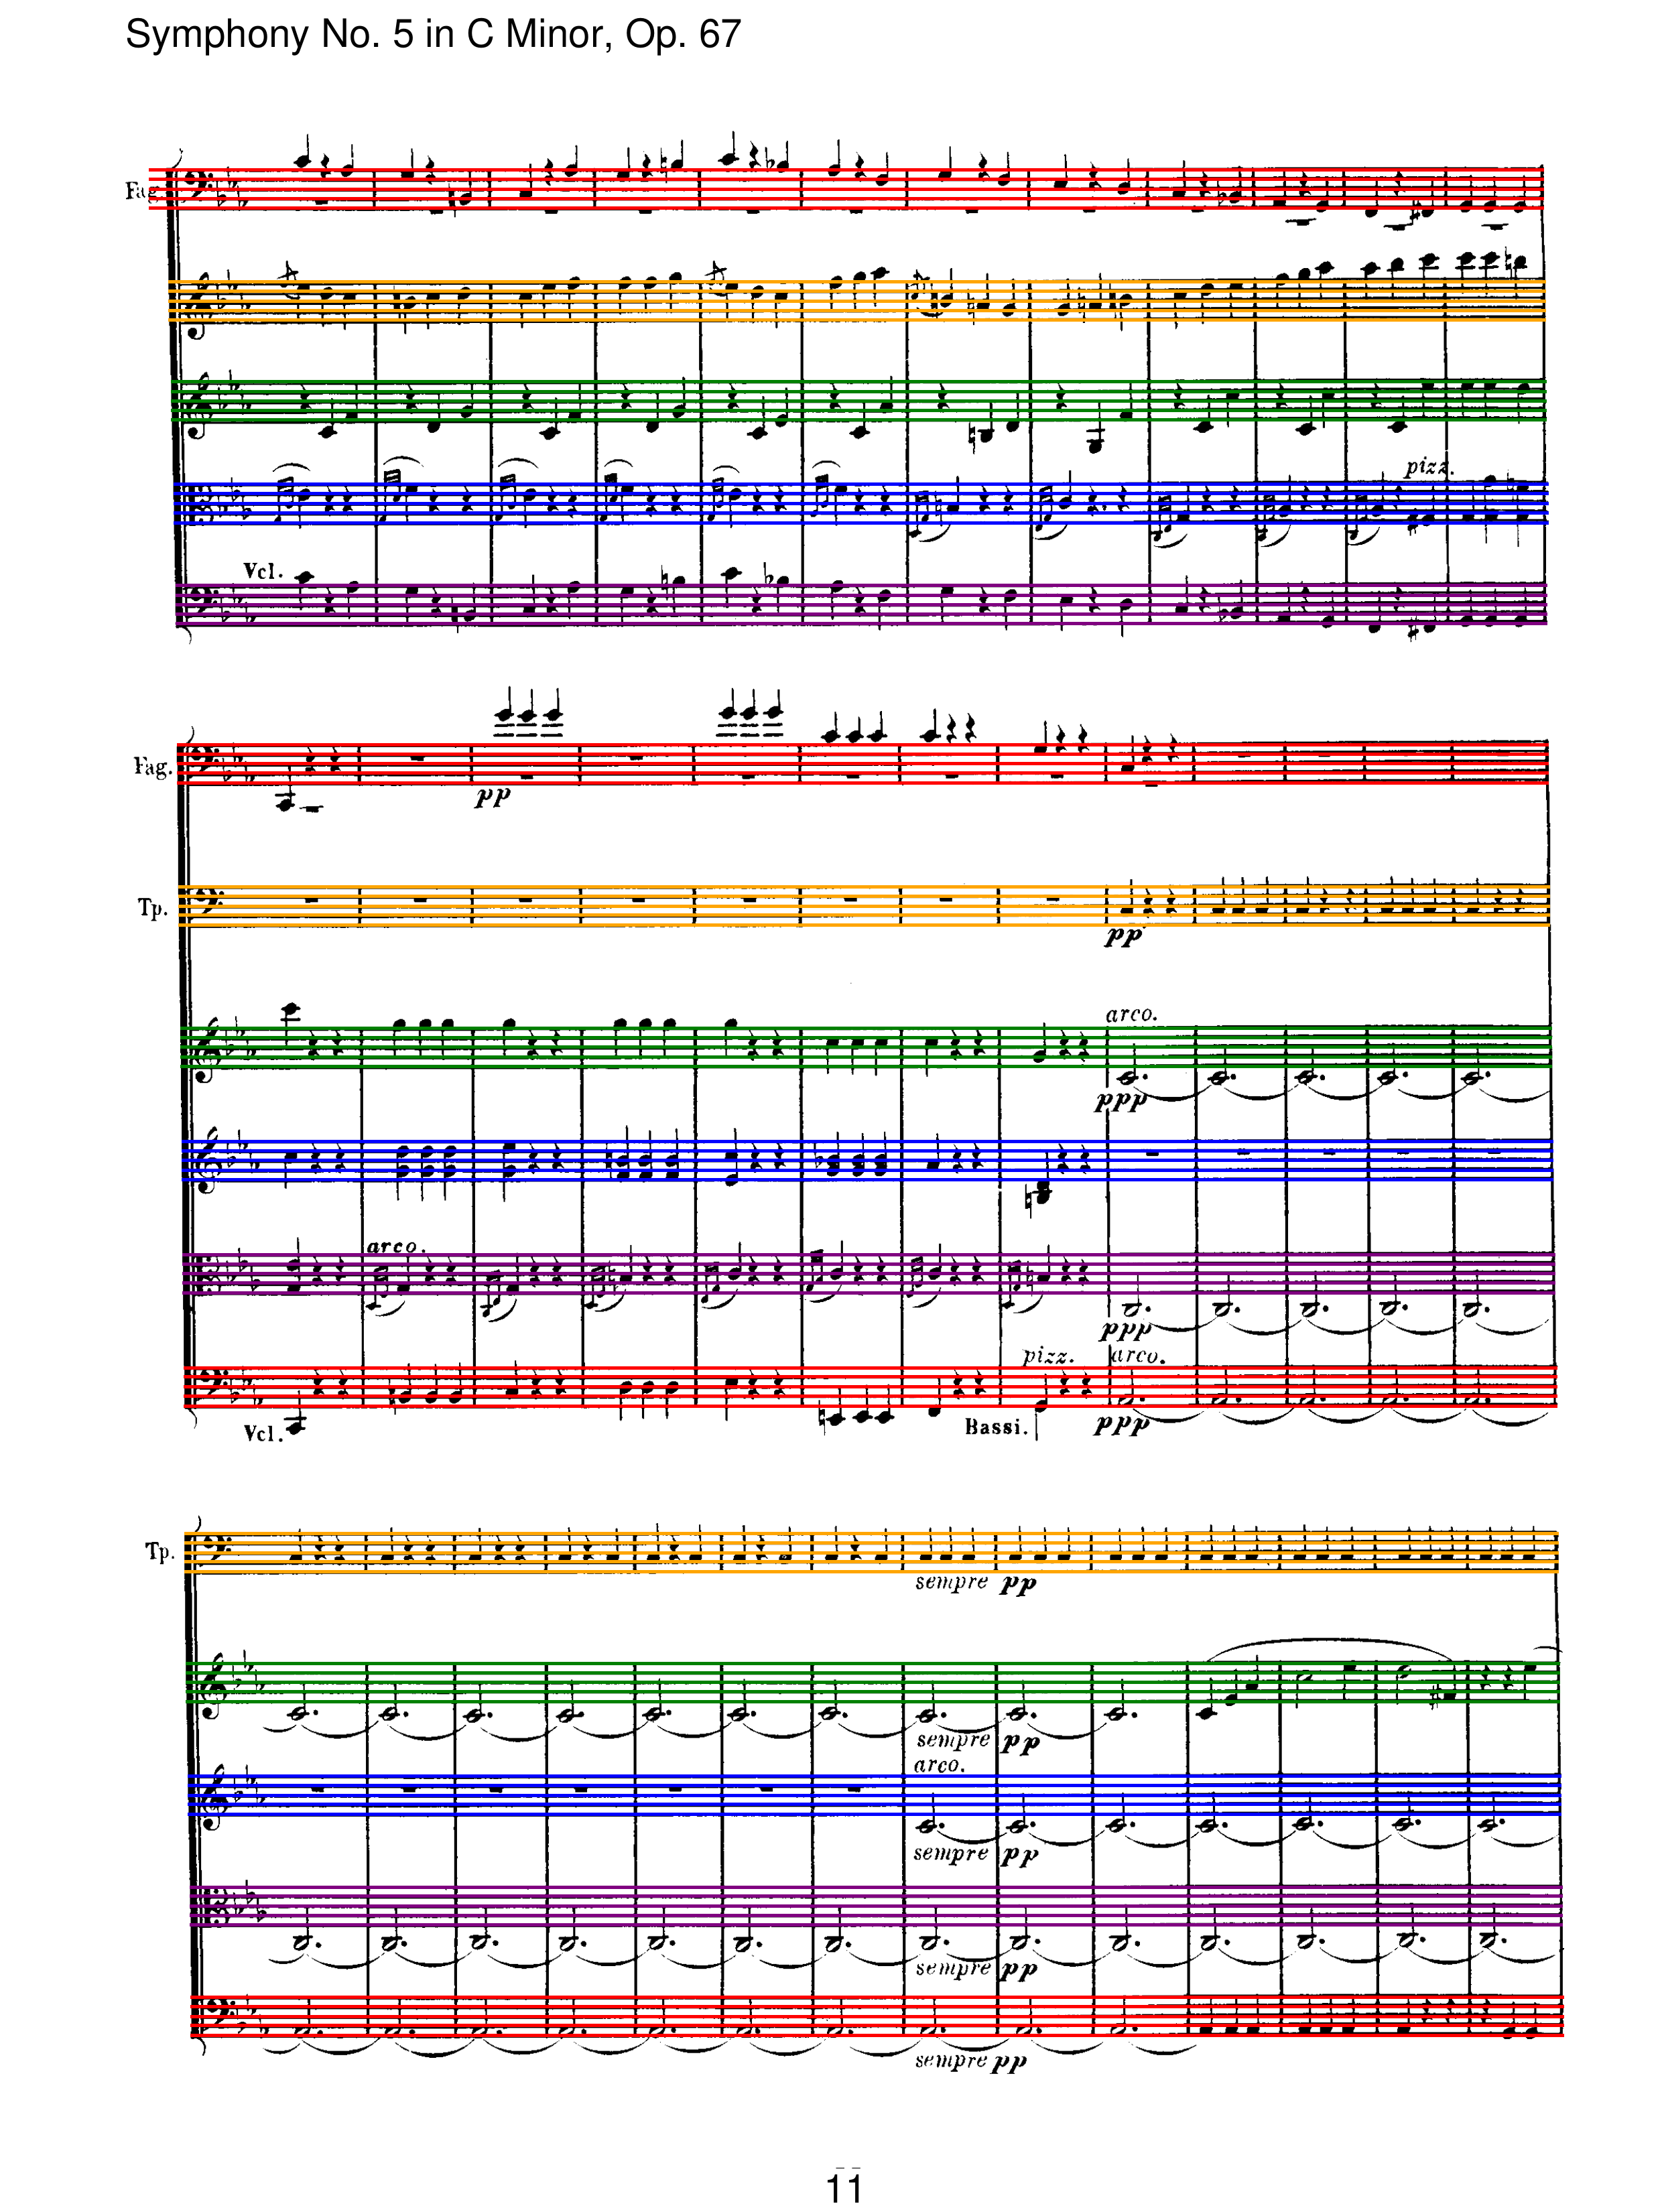 Symphony No. 5 in C Minor, Op. 67
Fag
pizz.
Vcl.
Fag.
pp
Tp.
pp
arco.
ppp
arco.
ppp
pizz. arco.
Vcl. Bassi. ppp
Tp.
sempre pp
sempre pp
arco.
sempre pp
sempre pp
sempre pp
11